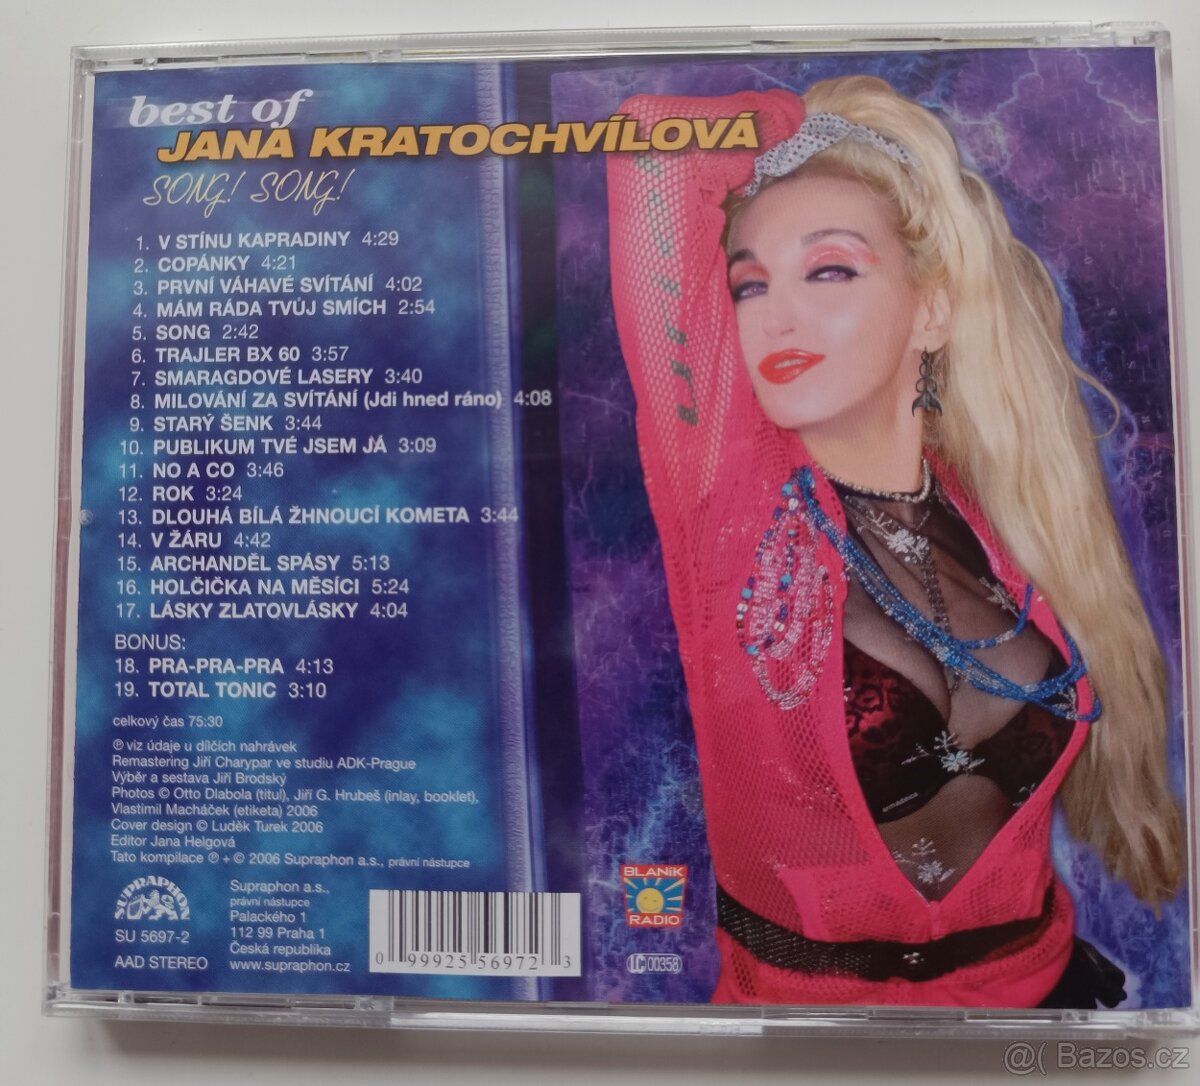 best of
JANA KRATOCHVÍLOVÁ
SONG! SONG!
1. V STÍNU KAPRADINY 4:29
2. COPÁNKY 4:21
3. PRVNÍ VÁHAVÉ SVÍTÁNÍ 4:02
4. MÁM RÁDA TVŮJ SMÍCH 2:54
5. SONG 2:42
6. TRAJLER BX 60 3:57
7. SMARAGDOVÉ LASERY 3:40
8. MILOVÁNÍ ZA SVÍTÁNÍ (Jdi hned ráno) 4:08
9. STARÝ ŠENK 3:44
10. PUBLIKUM TVÉ JSEM JÁ 3:09
11. NO A CO 3:46
12. ROK 3:24
13. DLOUHÁ BÍLÁ ŽHNOUCÍ KOMETA 3:44
14. V ŽÁRU 4:42
15. ARCHANDĚL SPÁSY 5:13
16. HOLČIČKA NA MĚSÍCI 5:24
17. LÁSKY ZLATOVLÁSKY 4:04
BONUS:
18. PRA-PRA-PRA 4:13
19. TOTAL TONIC 3:10
celkový čas 75:30
℗ viz údaje u dílčích nahrávek
Remastering Jiří Charypar ve studiu ADK-Prague
Výběr a sestava Jiří Brodský
Photos © Otto Dlabola (titul), Jiří G. Hrubeš (inlay, booklet),
Vlastimil Macháček (etiketa) 2006
Cover design © Luděk Turek 2006
Editor Jana Helgová
Tato kompilace ℗ + © 2006 Supraphon a.s., právní nástupce
SUPRAPHON
SU 5697-2
AAD STEREO
Supraphon a.s.,
právní nástupce
Palackého 1
112 99 Praha 1
Česká republika
www.supraphon.cz
0 99925 56972 3
BLANÍK
RADIO
LC 00358
@( Bazos.cz